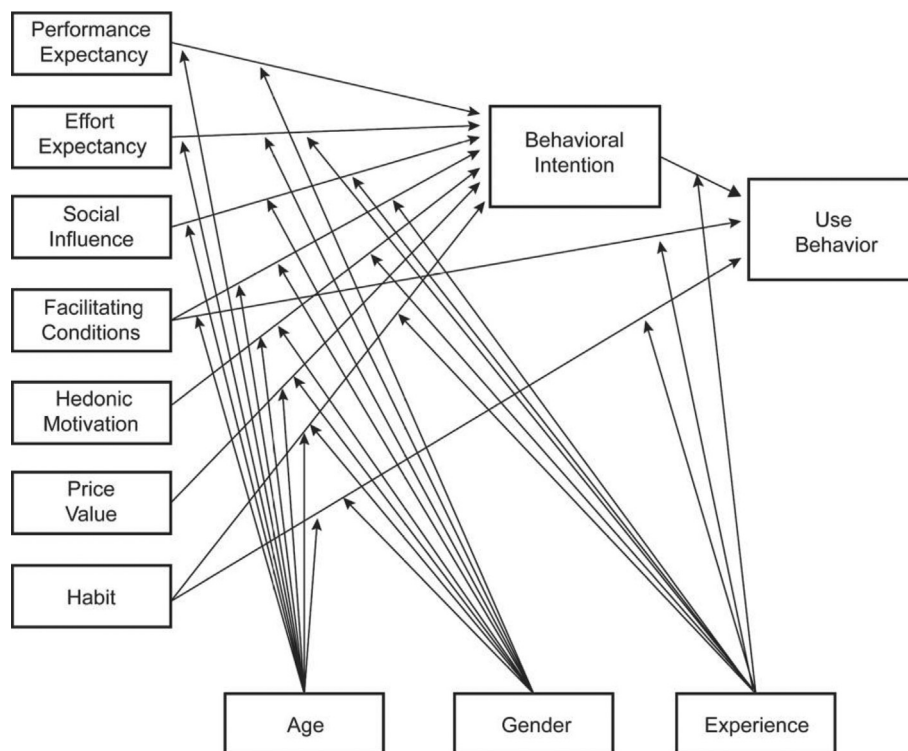 Performance
Expectancy
Effort
Expectancy
Social
Influence
Facilitating
Conditions
Hedonic
Motivation
Price
Value
Habit
Behavioral
Intention
Use
Behavior
Age
Gender
Experience